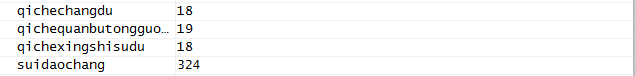 qichechangdu 18
qichequanbutongguo… 19
qichexingshisudu 18
suidaochang 324